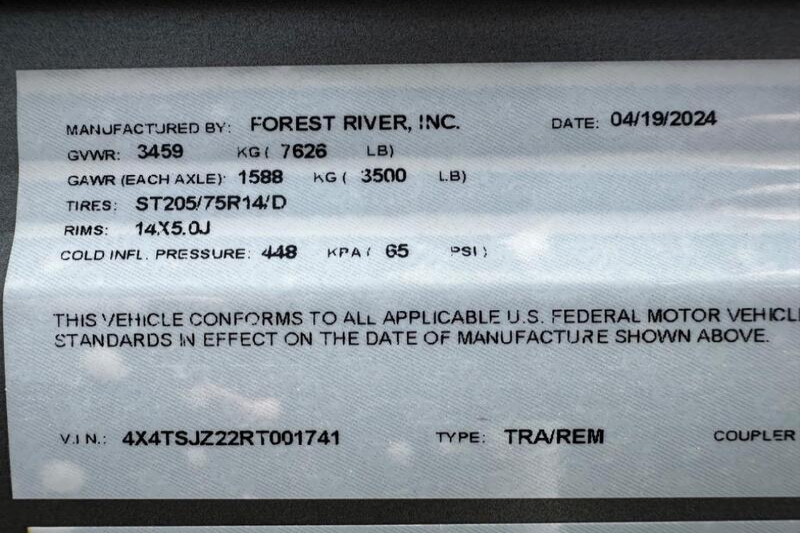 MANUFACTURED BY: FOREST RIVER, INC. DATE: 04/19/2024
GVWR: 3459 KG( 7626 LB)
GAWR (EACH AXLE): 1588 KG( 3500 LB)
TIRES: ST205/75R14/D
RIMS: 14X5.0J
COLD INFL. PRESSURE: 448 KPA( 65 PSI)
THIS VEHICLE CONFORMS TO ALL APPLICABLE U.S. FEDERAL MOTOR VEHICL
STANDARDS IN EFFECT ON THE DATE OF MANUFACTURE SHOWN ABOVE.
V.I.N.: 4X4TSJZ22RT001741 TYPE: TRA/REM COUPLER